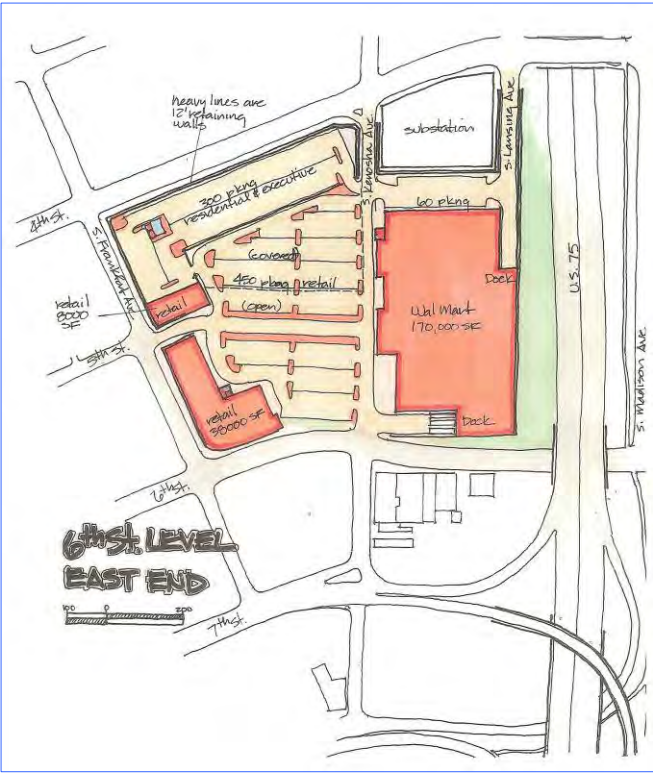 heavy lines are
12' retaining
walls
substation
S. Lansing Ave
S. Kenosha Ave
300 pkng
residential & executive
60 pkng
4th St.
S. Frankfort Ave
(covered)
450 pkng retail
(open)
retail
8000
SF
retail
Dock
Wal Mart
170,000 SF
U.S. 75
S. Madison Ave
5th St.
retail
38000 SF
Dock
6th St.
6th St. LEVEL
EAST END
100 0 200
7th St.